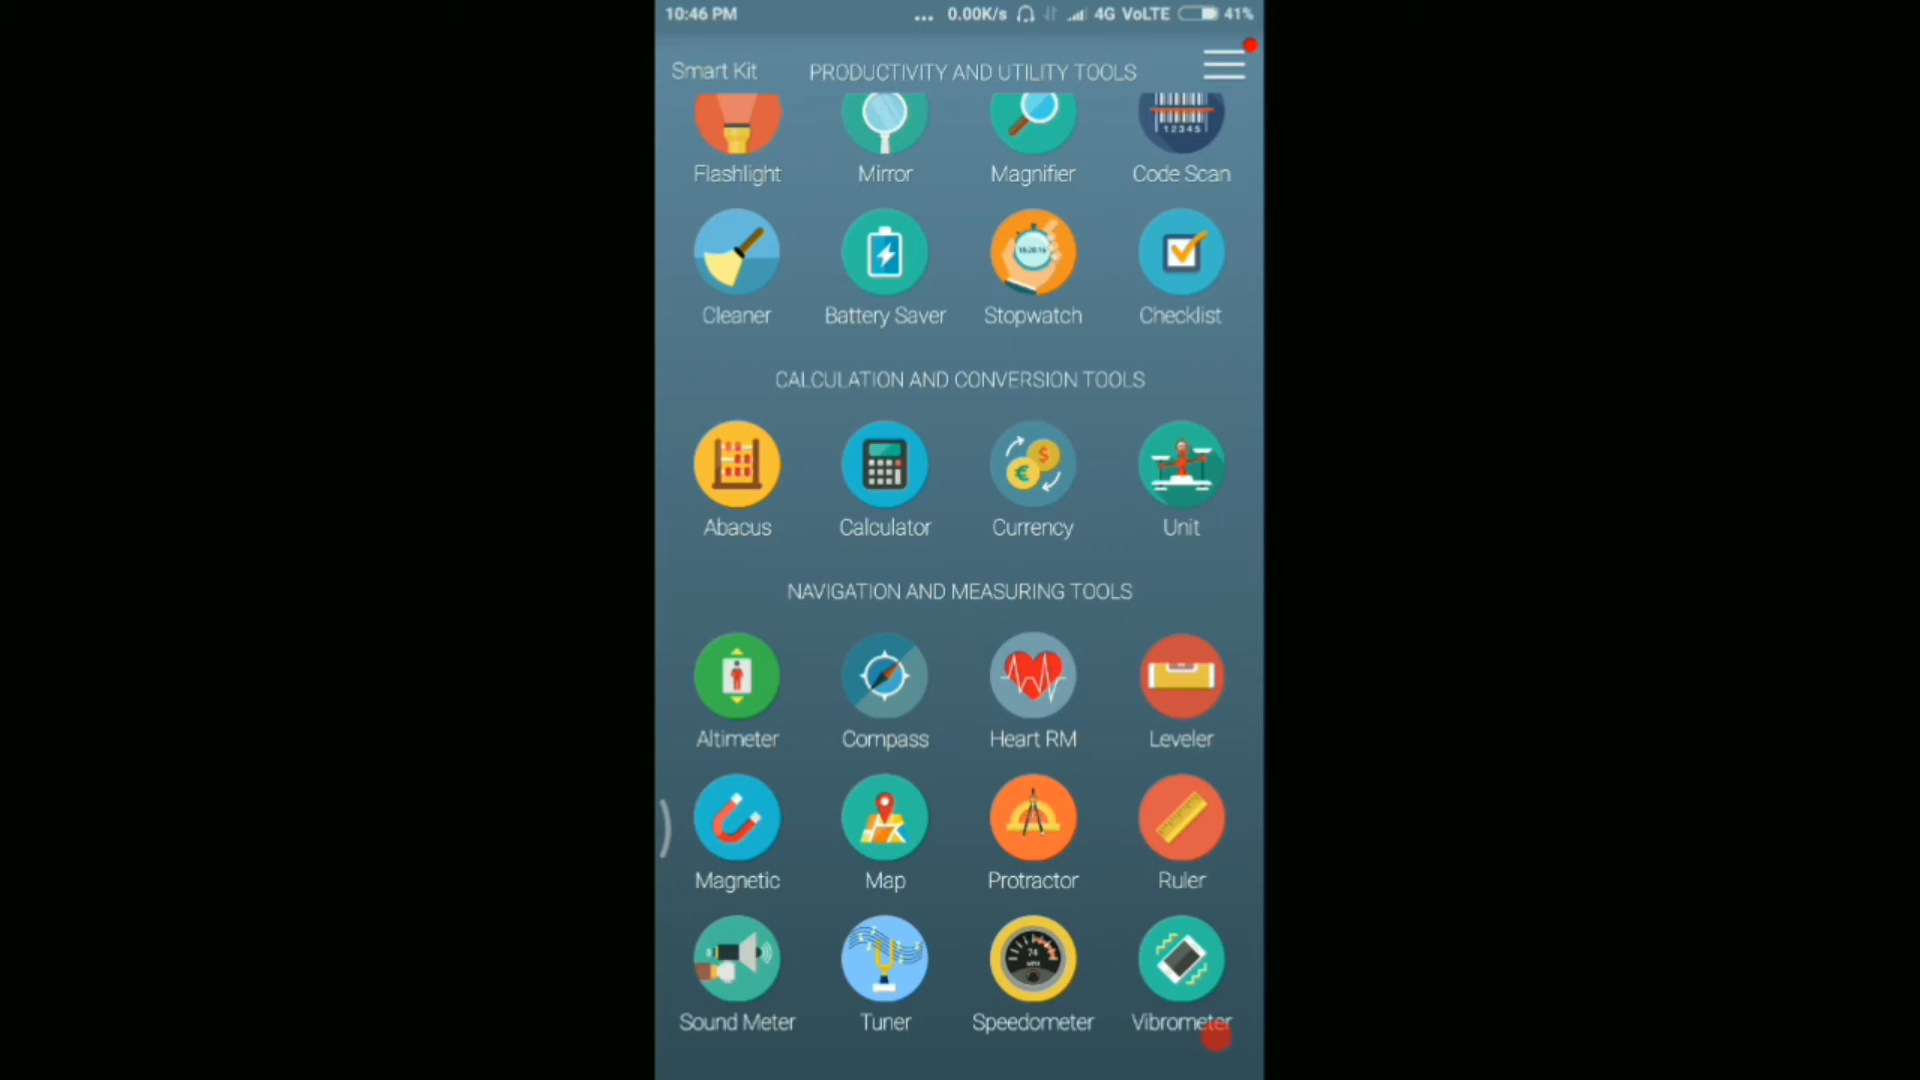 10:46 PM ... 0.00K/s 4G VoLTE 41%
Smart Kit PRODUCTIVITY AND UTILITY TOOLS
12345
Flashlight Mirror Magnifier Code Scan
Cleaner Battery Saver Stopwatch Checklist
CALCULATION AND CONVERSION TOOLS
$
€
Abacus Calculator Currency Unit
NAVIGATION AND MEASURING TOOLS
Altimeter Compass Heart RM Leveler
Magnetic Map Protractor Ruler
74
Sound Meter Tuner Speedometer Vibrometer